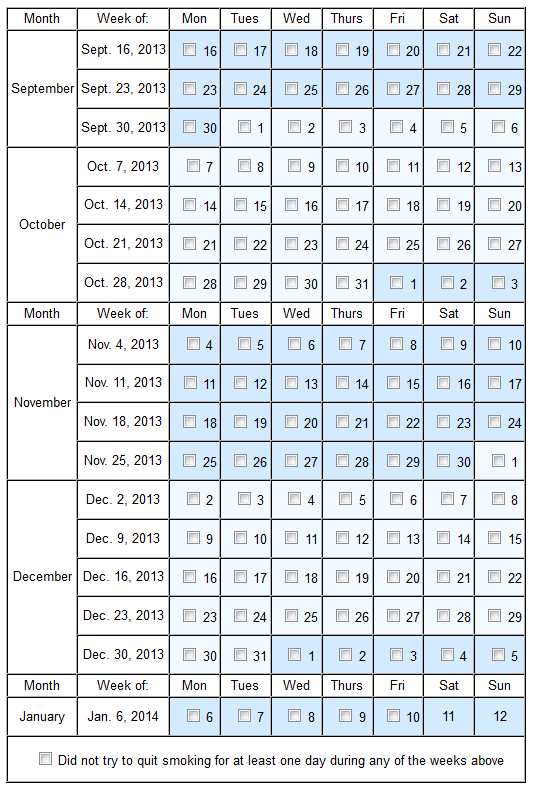 Month Week of: Mon Tues Wed Thurs Fri Sat Sun
September
Sept. 16, 2013 16 17 18 19 20 21 22
Sept. 23, 2013 23 24 25 26 27 28 29
Sept. 30, 2013 30 1 2 3 4 5 6
October
Oct. 7, 2013 7 8 9 10 11 12 13
Oct. 14, 2013 14 15 16 17 18 19 20
Oct. 21, 2013 21 22 23 24 25 26 27
Oct. 28, 2013 28 29 30 31 1 2 3
Month Week of: Mon Tues Wed Thurs Fri Sat Sun
November
Nov. 4, 2013 4 5 6 7 8 9 10
Nov. 11, 2013 11 12 13 14 15 16 17
Nov. 18, 2013 18 19 20 21 22 23 24
Nov. 25, 2013 25 26 27 28 29 30 1
December
Dec. 2, 2013 2 3 4 5 6 7 8
Dec. 9, 2013 9 10 11 12 13 14 15
Dec. 16, 2013 16 17 18 19 20 21 22
Dec. 23, 2013 23 24 25 26 27 28 29
Dec. 30, 2013 30 31 1 2 3 4 5
Month Week of: Mon Tues Wed Thurs Fri Sat Sun
January Jan. 6, 2014 6 7 8 9 10 11 12
Did not try to quit smoking for at least one day during any of the weeks above